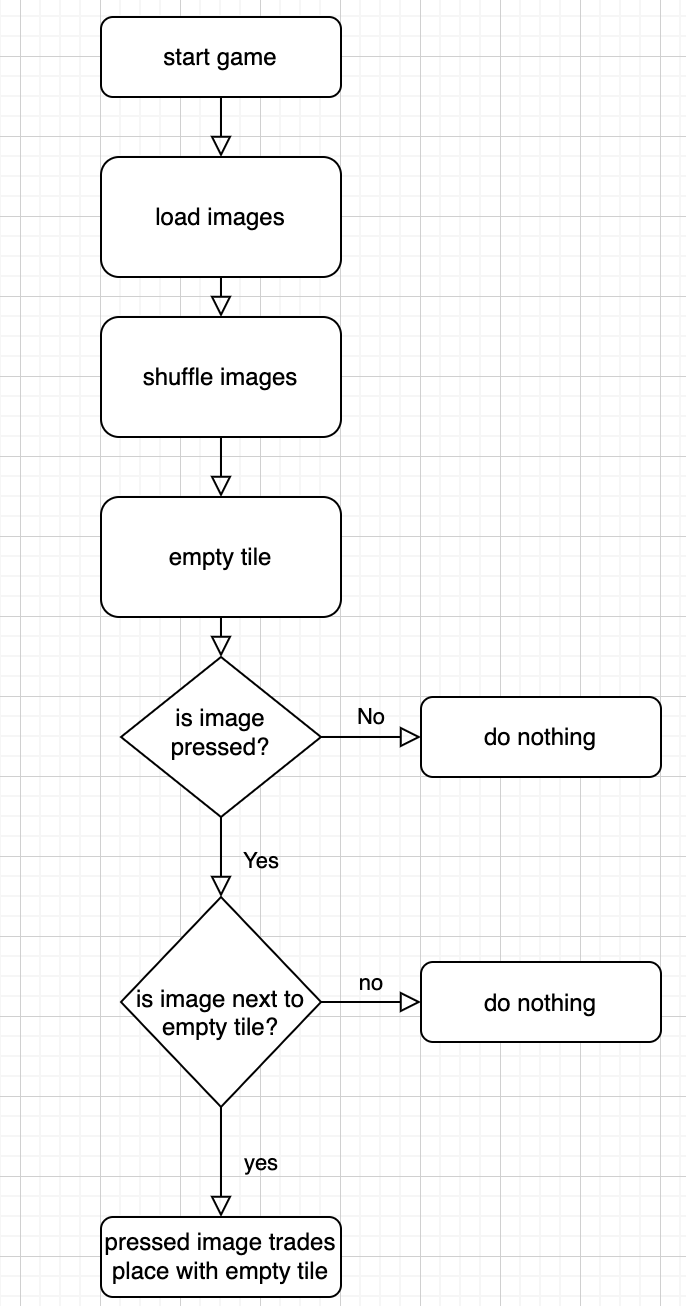 start game
load images
shuffle images
empty tile
is image
pressed?
No
do nothing
Yes
is image next to
empty tile?
no
do nothing
yes
pressed image trades
place with empty tile